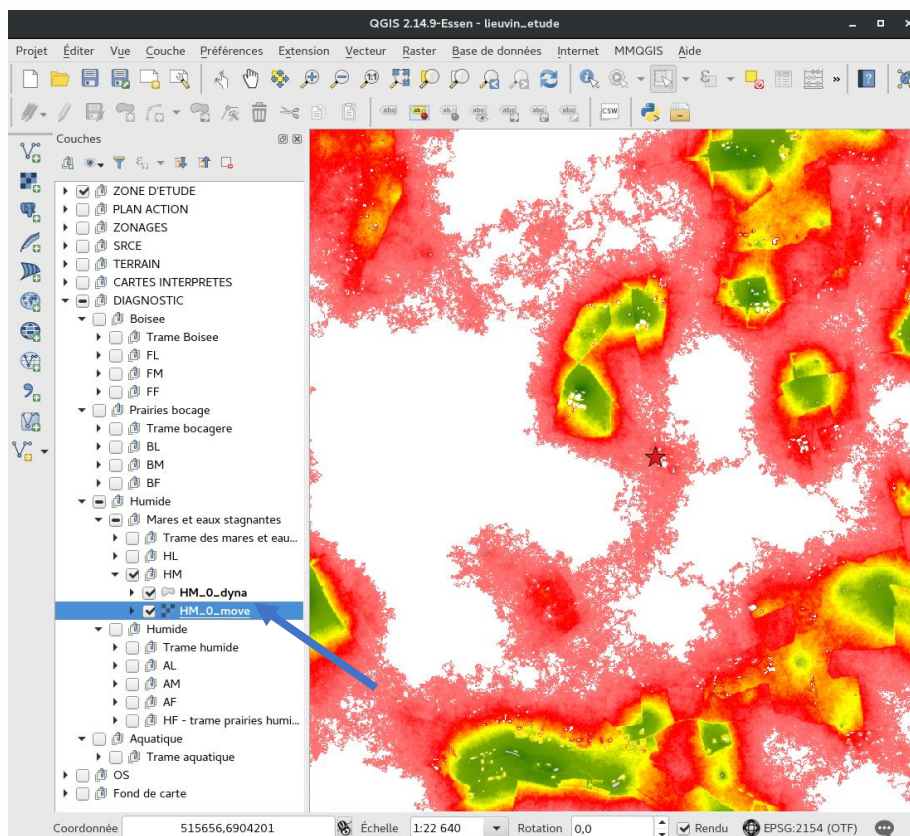 QGIS 2.14.9-Essen - lieuvin_etude
Projet Éditer Vue Couche Préférences Extension Vecteur Raster Base de données Internet MMQGIS Aide
CSW
Couches
ZONE D'ETUDE
PLAN ACTION
ZONAGES
SRCE
TERRAIN
CARTES INTERPRETES
DIAGNOSTIC
Boisee
Trame Boisee
FL
FM
FF
Prairies bocage
Trame bocagere
BL
BM
BF
Humide
Mares et eaux stagnantes
Trame des mares et eau...
HL
HM
HM_0_dyna
HM_0_move
Humide
Trame humide
AL
AM
AF
HF - trame prairies humi...
Aquatique
Trame aquatique
OS
Fond de carte
Coordonnée 515656,6904201 Échelle 1:22 640 Rotation 0,0 Rendu EPSG:2154 (OTF)